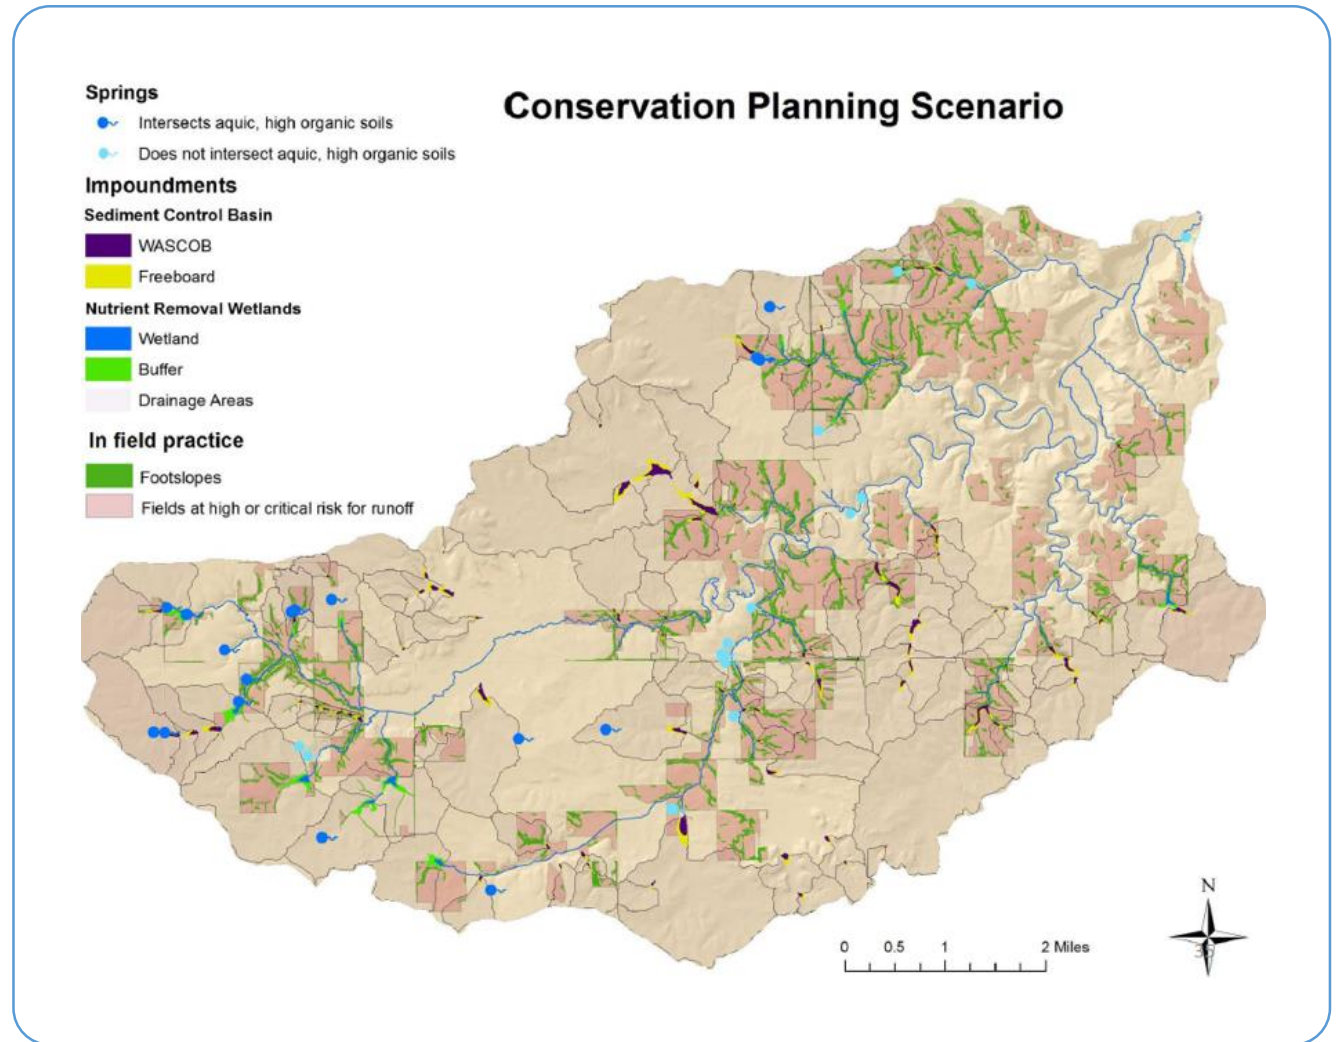 Conservation Planning Scenario
Springs
Intersects aquic, high organic soils
Does not intersect aquic, high organic soils
Impoundments
Sediment Control Basin
WASCOB
Freeboard
Nutrient Removal Wetlands
Wetland
Buffer
Drainage Areas
In field practice
Footslopes
Fields at high or critical risk for runoff
N
0 0.5 1 2 Miles